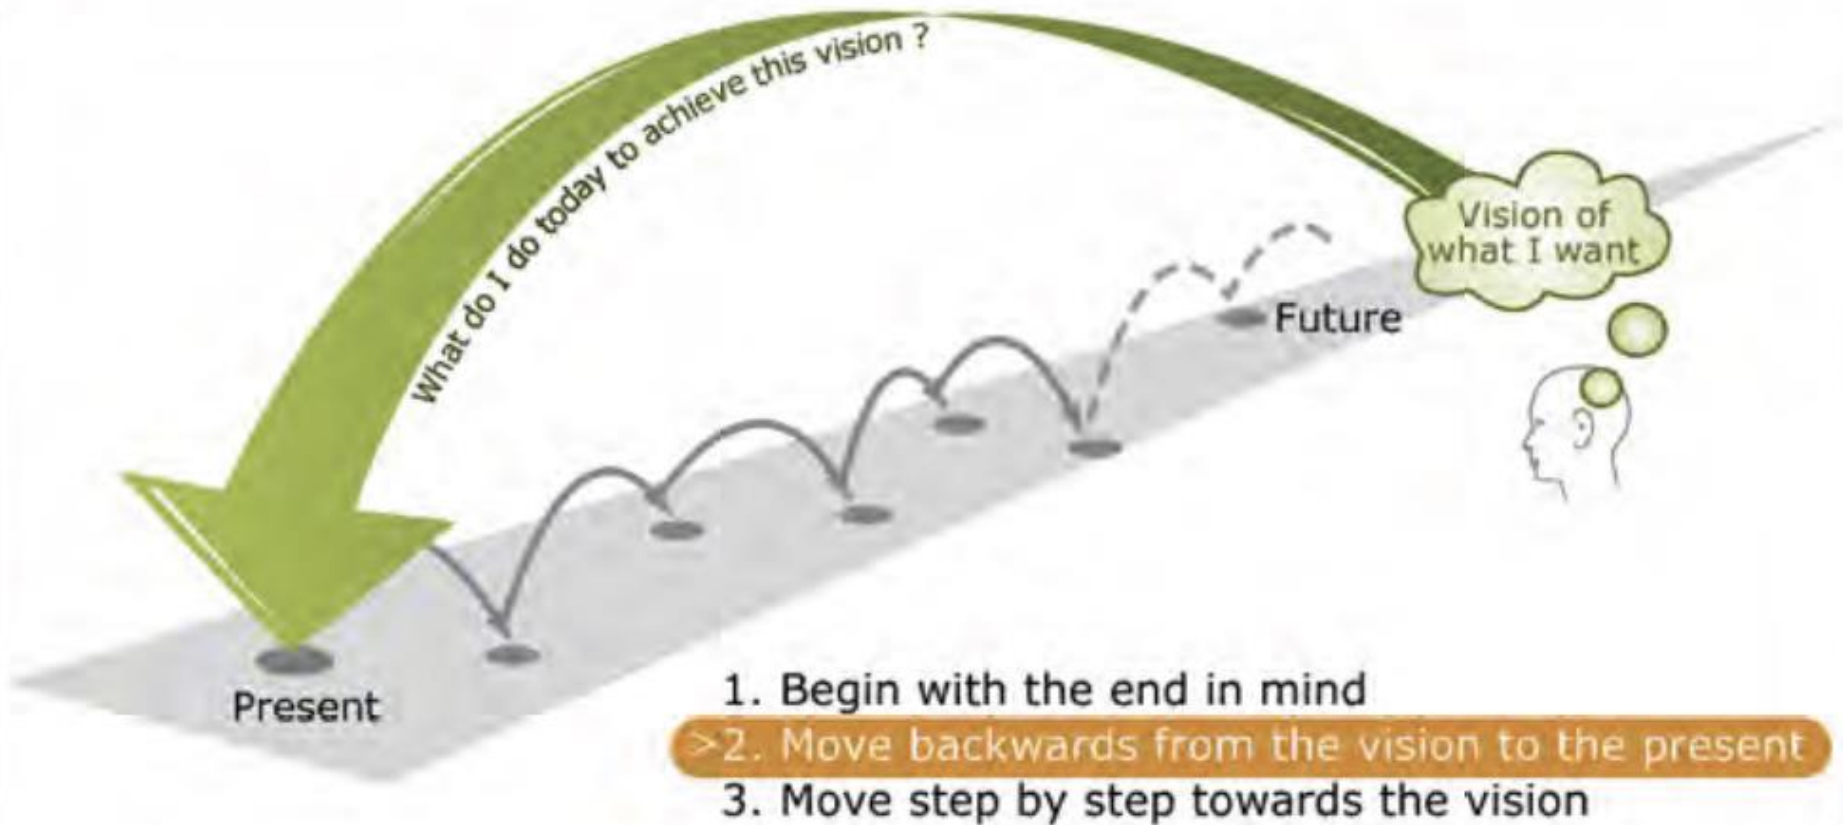 What do I do today to achieve this vision ?
Vision of
what I want
Future
Present
1. Begin with the end in mind
>2. Move backwards from the vision to the present
3. Move step by step towards the vision